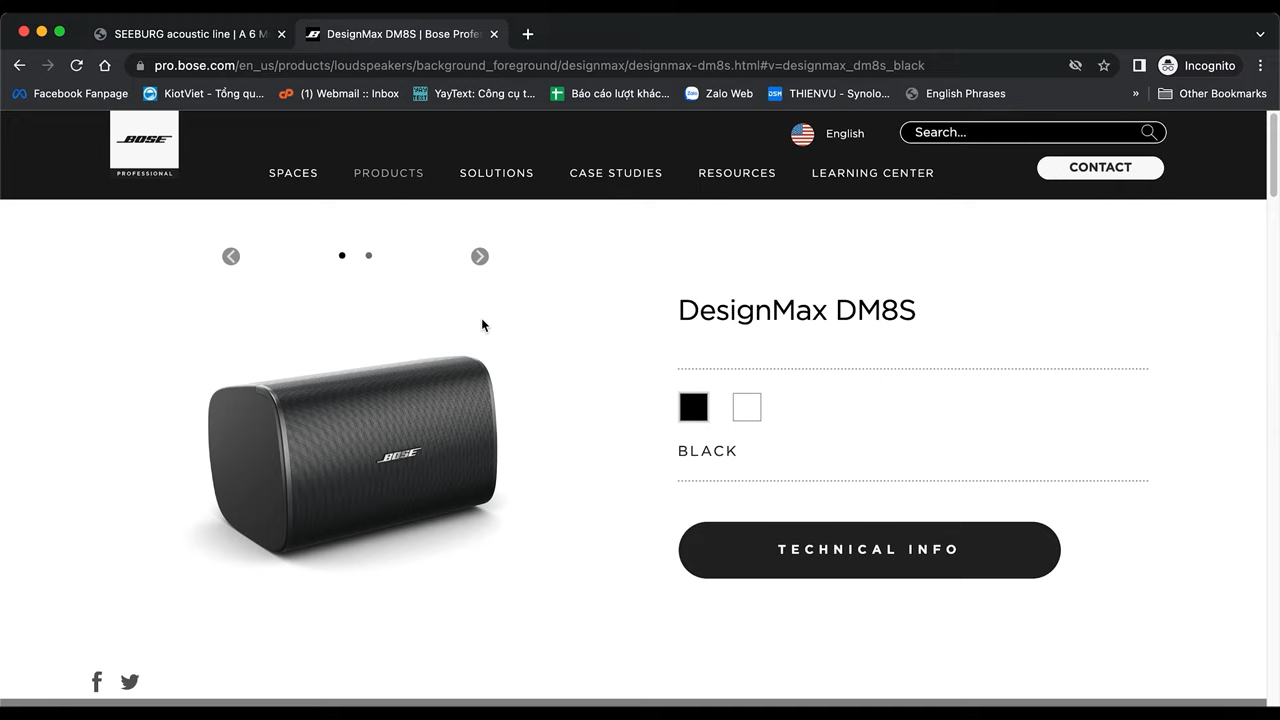 SEEBURG acoustic line | A 6 M
DesignMax DM8S | Bose Profes
pro.bose.com/en_us/products/loudspeakers/background_foreground/designmax/designmax-dm8s.html#v=designmax_dm8s_black
Incognito
Facebook Fanpage
KiotViet - Tổng qu...
(1) Webmail :: Inbox
YayText: Công cụ t...
Báo cáo lượt khác...
Zalo Web
THIENVU - Synolo...
English Phrases
»
Other Bookmarks
BOSE
PROFESSIONAL
English
Search...
SPACES
PRODUCTS
SOLUTIONS
CASE STUDIES
RESOURCES
LEARNING CENTER
CONTACT
DesignMax DM8S
BOSE
BLACK
TECHNICAL INFO